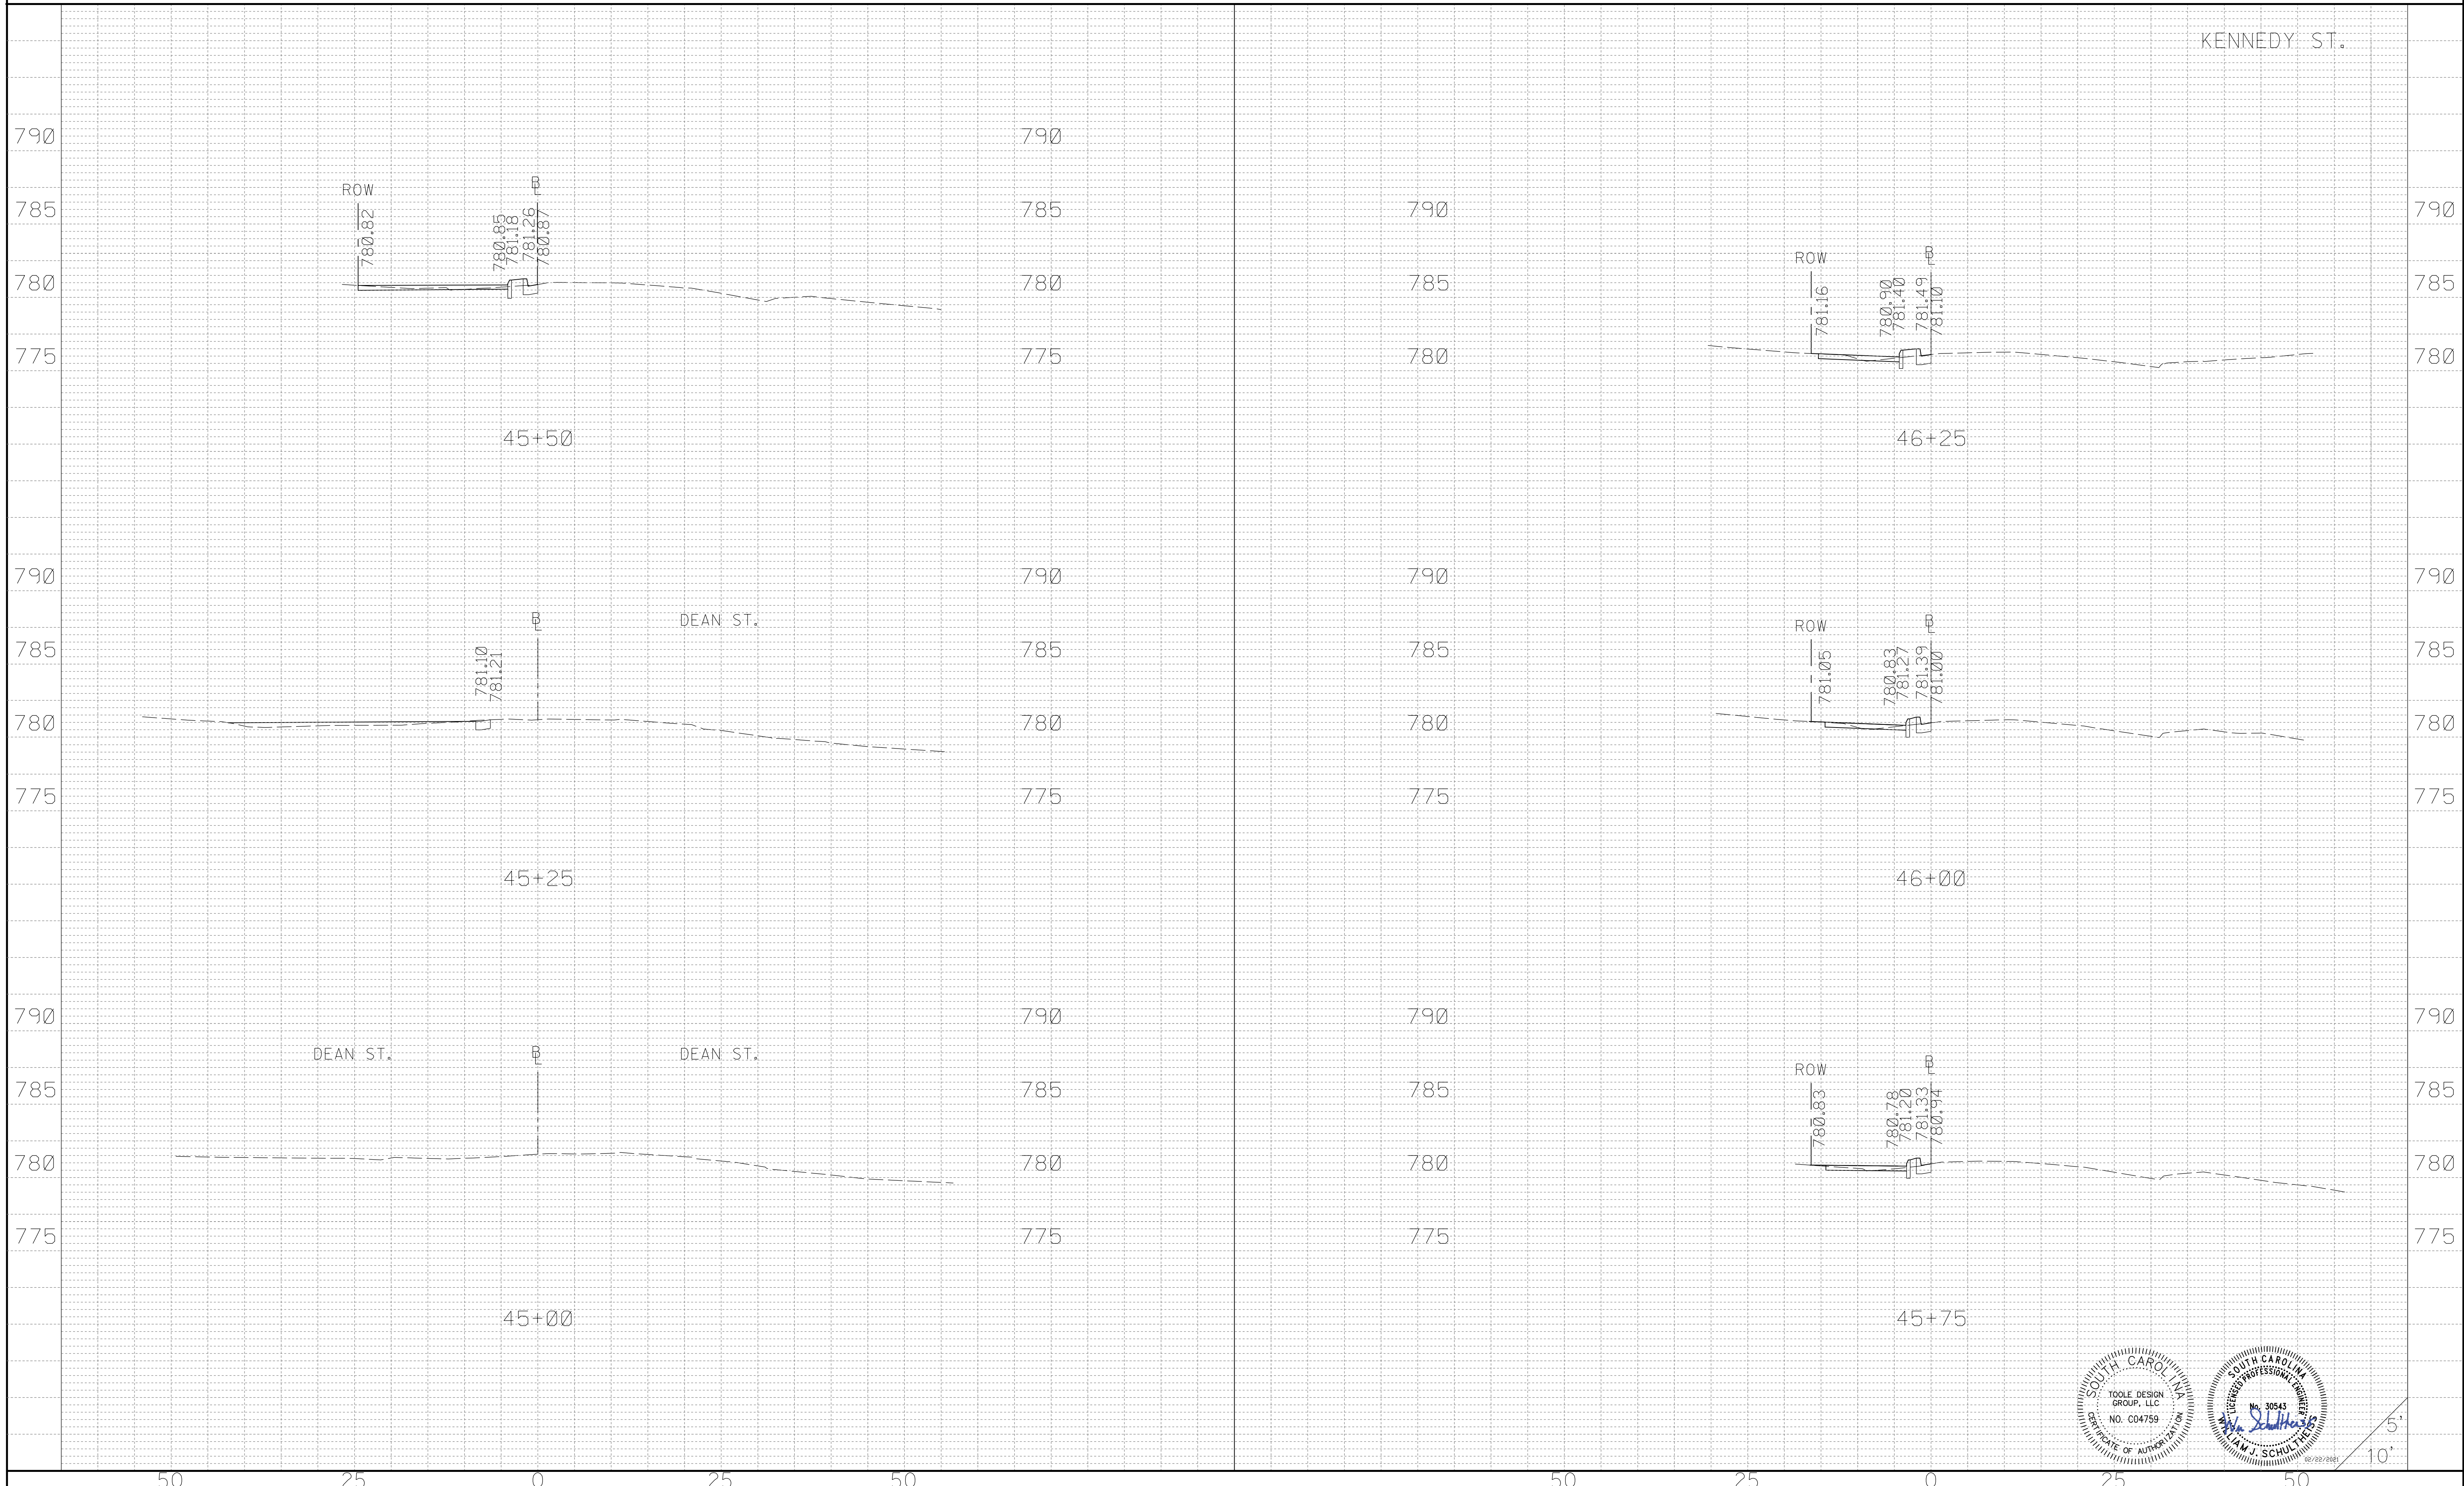 KENNEDY ST.
790
790
ROW
B
L
785
785
780.82
780.85
781.18
781.26
780.87
780
780
775
775
45+50
790
790
B
L
DEAN ST.
785
785
781.10
781.21
780
780
775
775
45+25
790
790
DEAN ST.
B
L
DEAN ST.
785
785
780
780
775
775
45+00
50 25 0 25 50
790
790
ROW
B
L
785
785
781.16
780.90
781.40
781.49
781.10
780
780
46+25
790
790
ROW
B
L
785
785
781.05
780.83
781.27
781.39
781.00
780
780
775
775
46+00
790
790
ROW
B
L
785
785
780.83
780.78
781.20
781.33
780.94
780
780
775
775
45+75
SOUTH CAROLINA
TOOLE DESIGN
GROUP, LLC
NO. C04759
CERTIFICATE OF AUTHORIZATION
SOUTH CAROLINA
LICENSED PROFESSIONAL ENGINEER
No. 30543
Wm Schultheiss
WILLIAM J. SCHULTHEISS
02/22/2021
5'
10'
50 25 0 25 50